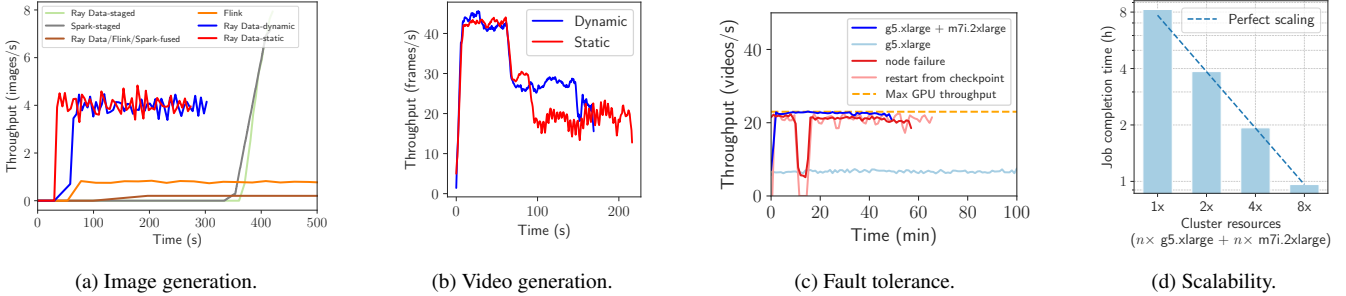 Throughput (images/s)
8
6
4
2
0
Ray Data-staged
Spark-staged
Ray Data/Flink/Spark-fused
Flink
Ray Data-dynamic
Ray Data-static
0 100 200 300 400 500
Time (s)
(a) Image generation.
Throughput (frames/s)
40
30
20
10
0
Dynamic
Static
0 100 200
Time (s)
(b) Video generation.
Throughput (videos/s)
40
20
0
g5.xlarge + m7i.2xlarge
g5.xlarge
node failure
restart from checkpoint
Max GPU throughput
0 20 40 60 80 100
Time (min)
(c) Fault tolerance.
Job completion time (h)
8
4
2
1
Perfect scaling
1x 2x 4x 8x
Cluster resources
(n× g5.xlarge + n× m7i.2xlarge)
(d) Scalability.